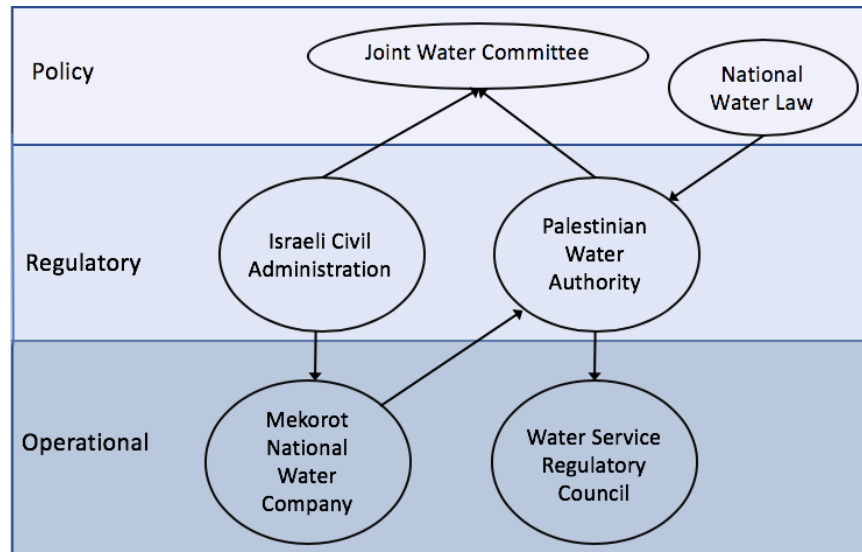 Policy
Joint Water Committee
National
Water Law
Regulatory
Israeli Civil
Administration
Palestinian
Water
Authority
Operational
Mekorot
National
Water
Company
Water Service
Regulatory
Council